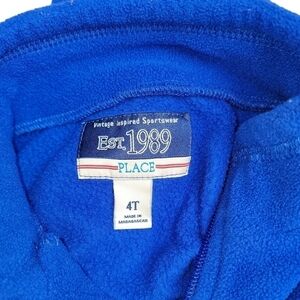 Vintage Inspired Sportswear
EST. 1989
PLACE
4T
MADE IN
MADAGASCAR